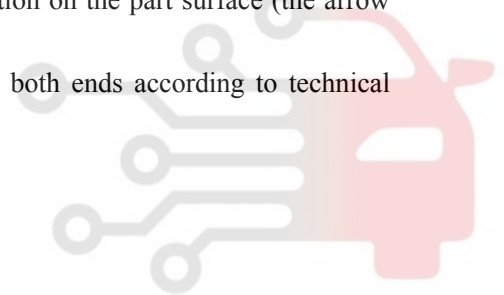 tion on the part surface (the arrow
both ends according to technical